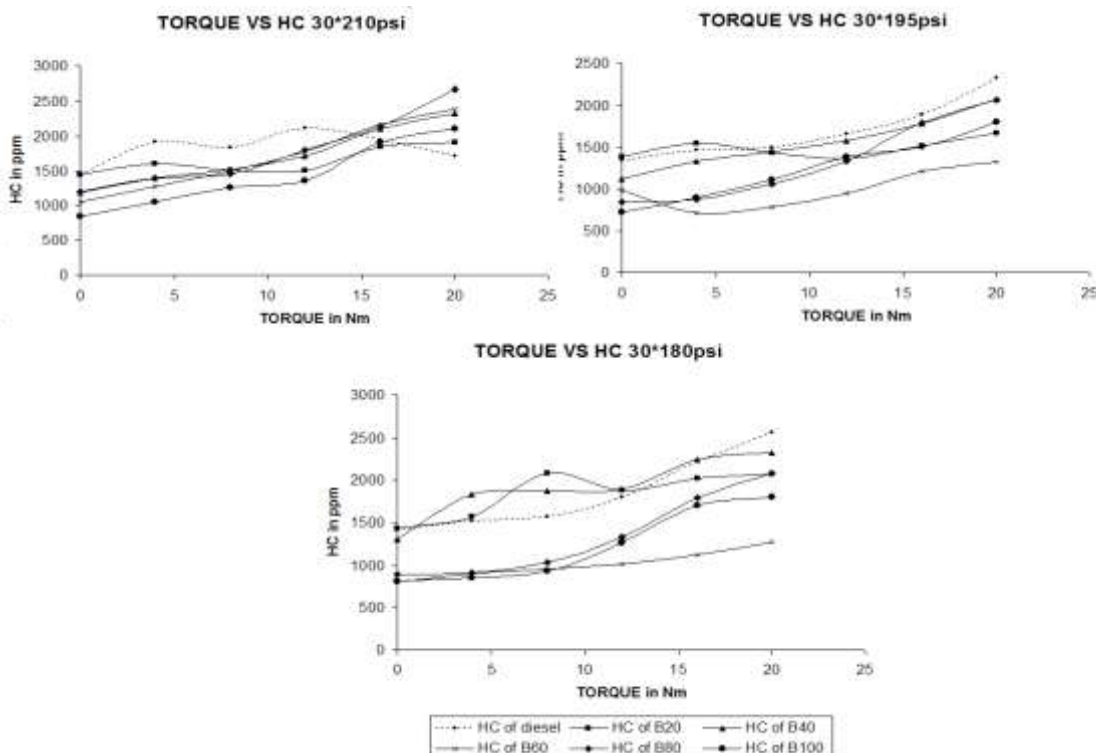 TORQUE VS HC 30*210psi
3000
2500
2000
1500
1000
500
0
HC in ppm
0 5 10 15 20 25
TORQUE in Nm
TORQUE VS HC 30*195psi
2500
2000
1500
1000
500
0
in ppm
0 5 10 15 20 25
TORQUE in Nm
TORQUE VS HC 30*180psi
3000
2500
2000
1500
1000
500
0
HC in ppm
0 5 10 15 20 25
TORQUE in Nm
HC of diesel HC of B20 HC of B40
HC of B60 HC of B80 HC of B100